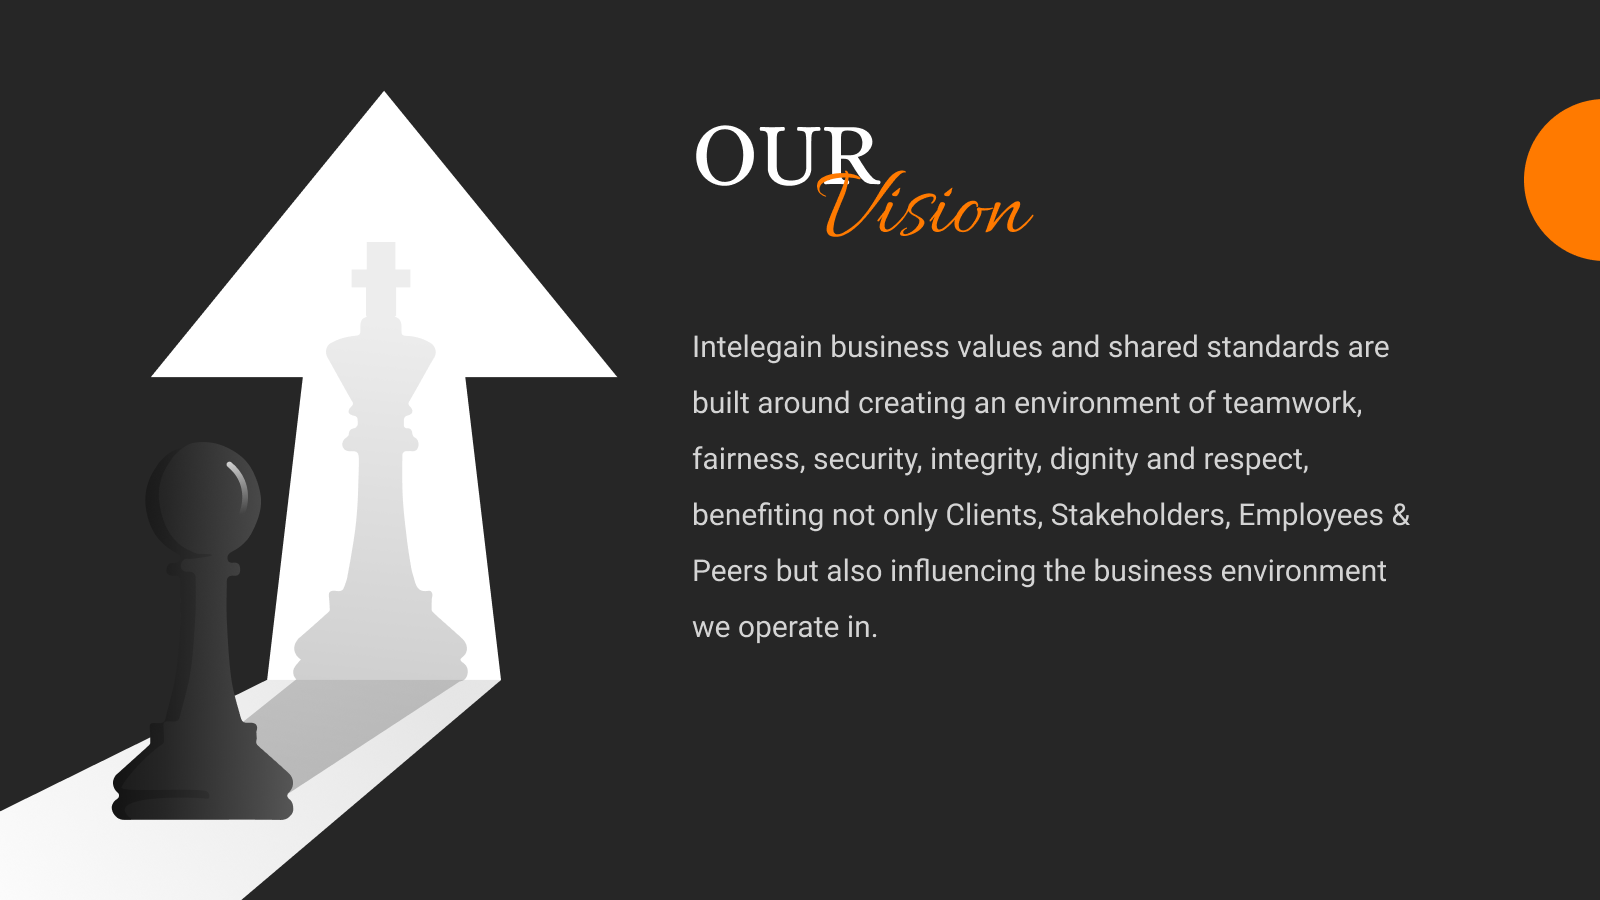 OUR
Vision
Intelegain business values and shared standards are
built around creating an environment of teamwork,
fairness, security, integrity, dignity and respect,
benefiting not only Clients, Stakeholders, Employees &
Peers but also influencing the business environment
we operate in.